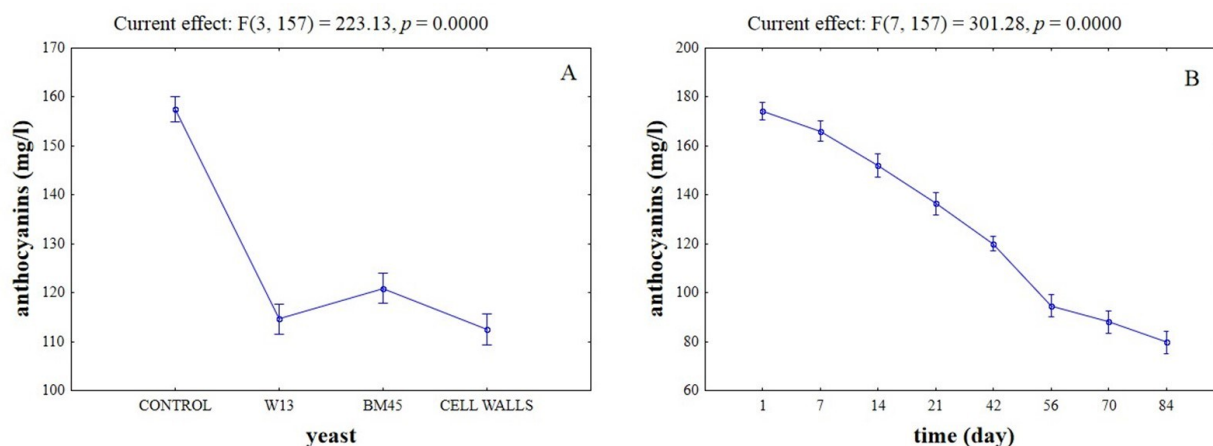 Current effect: F(3, 157) = 223.13, p = 0.0000
A
anthocyanins (mg/l)
170
160
150
140
130
120
110
100
CONTROL W13 BM45 CELL WALLS
yeast
Current effect: F(7, 157) = 301.28, p = 0.0000
B
anthocyanins (mg/l)
200
180
160
140
120
100
80
60
1 7 14 21 42 56 70 84
time (day)